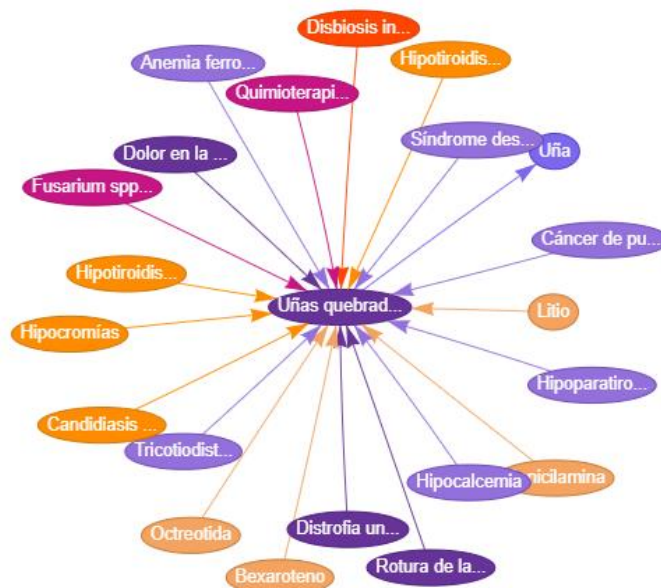 Disbiosis in...
Anemia ferro...
Hipotiroidis...
Quimioterapi...
Síndrome des...
Uña
Dolor en la ...
Fusarium spp...
Cáncer de pu...
Hipotiroidis...
Uñas quebrad...
Litio
Hipocromías
Hipoparatiro...
Candidiasis ...
Tricotiodist...
Hipocalcemia
nicilamina
Octreotida
Distrofia un...
Rotura de la...
Bexaroteno